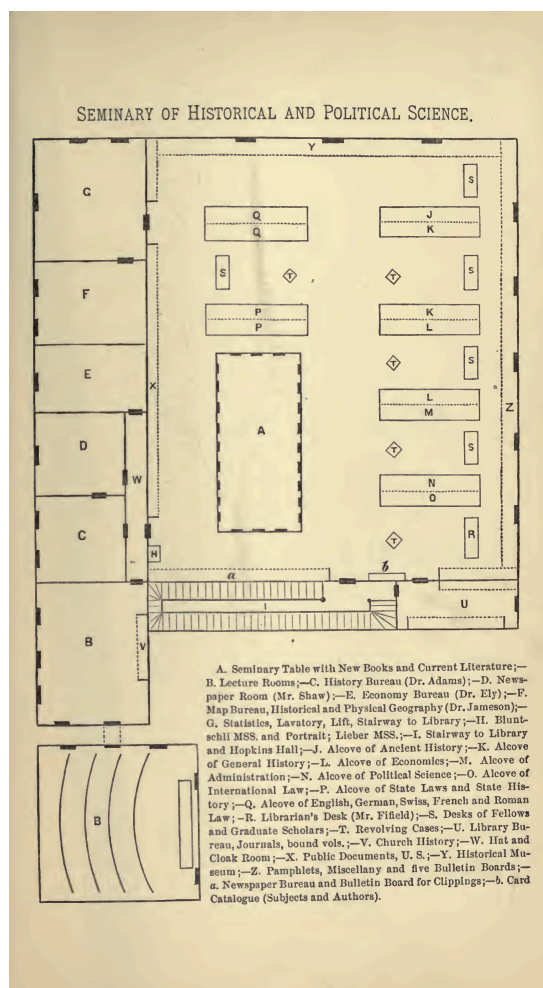 SEMINARY OF HISTORICAL AND POLITICAL SCIENCE.
Y
G
S
Q
Q
J
K
F
S
T
T
S
P
P
K
L
E
T
S
X
L
M
Z
A
D
W
T
S
N
O
C
H
T
R
a
b
I
U
B
V
A. Seminary Table with New Books and Current Literature;—
B. Lecture Rooms;—C. History Bureau (Dr. Adams);—D. News-
paper Room (Mr. Shaw);—E. Economy Bureau (Dr. Ely);—F.
Map Bureau, Historical and Physical Geography (Dr. Jameson);—
G. Statistics, Lavatory, Lift, Stairway to Library;—H. Blunt-
schli MSS. and Portrait; Lieber MSS.;—I. Stairway to Library
and Hopkins Hall;—J. Alcove of Ancient History;—K. Alcove
of General History;—L. Alcove of Economics;—M. Alcove of
Administration;—N. Alcove of Political Science;—O. Alcove of
International Law;—P. Alcove of State Laws and State His-
tory;—Q. Alcove of English, German, Swiss, French and Roman
Law;—R. Librarian's Desk (Mr. Fifield);—S. Desks of Fellows
and Graduate Scholars;—T. Revolving Cases;—U. Library Bu-
reau, Journals, bound vols.;—V. Church History;—W. Hat and
Cloak Room;—X. Public Documents, U. S.;—Y. Historical Mu-
seum;—Z. Pamphlets, Miscellany and five Bulletin Boards;—
a. Newspaper Bureau and Bulletin Board for Clippings;—b. Card
Catalogue (Subjects and Authors).
B